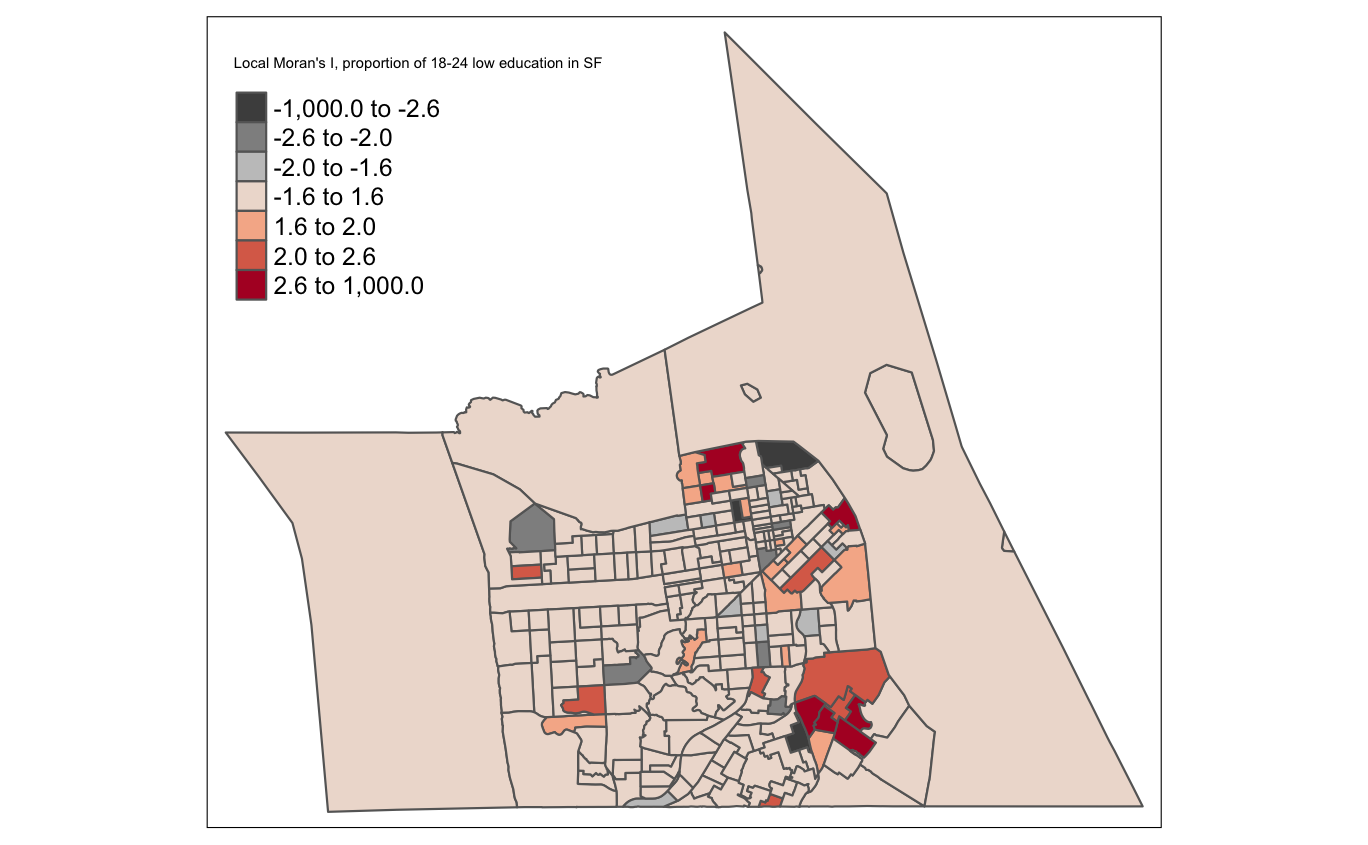 Local Moran's I, proportion of 18-24 low education in SF
-1,000.0 to -2.6
-2.6 to -2.0
-2.0 to -1.6
-1.6 to 1.6
1.6 to 2.0
2.0 to 2.6
2.6 to 1,000.0